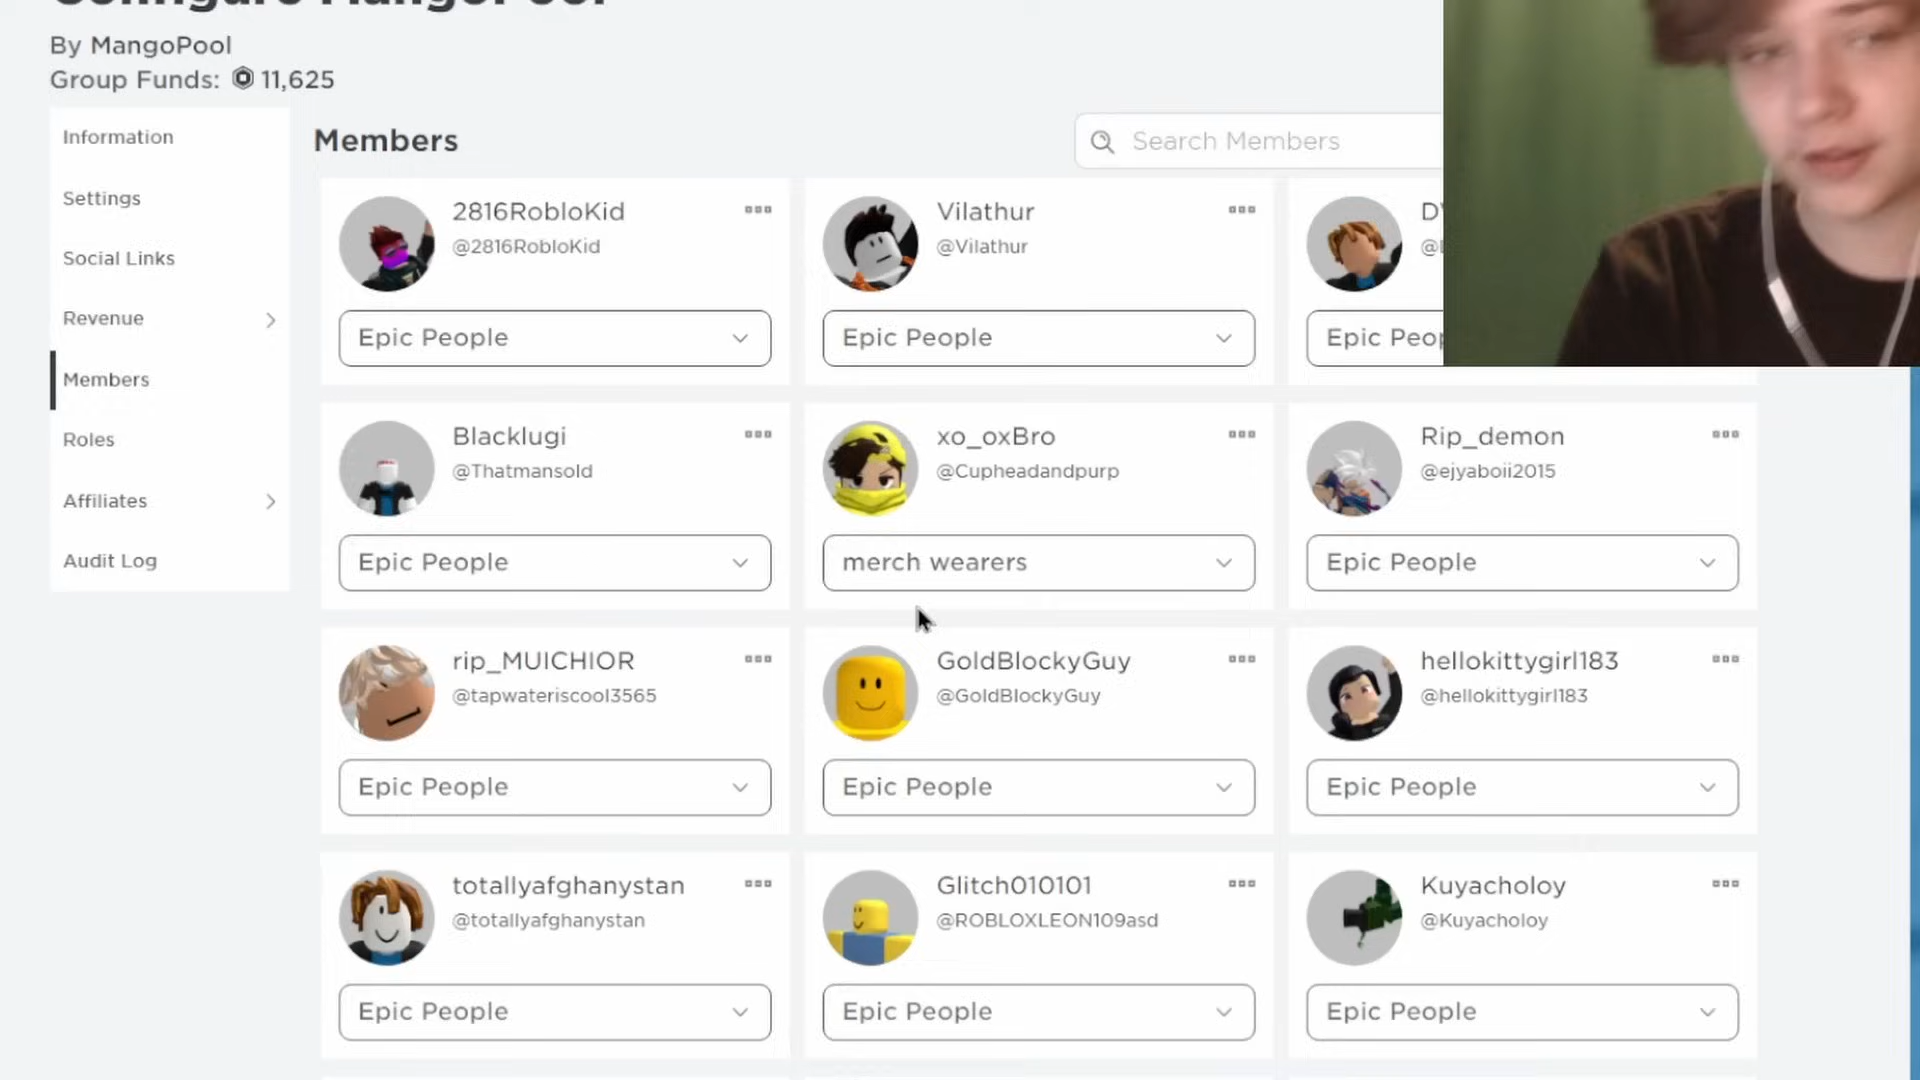 Configure MangoPool
By MangoPool
Group Funds: 11,625
Information
Settings
Social Links
Revenue
Members
Roles
Affiliates
Audit Log
Members
Search Members
2816RobloKid
@2816RobloKid
Epic People
Vilathur
@Vilathur
Epic People
Epic
Blacklugi
@Thatmansold
Epic People
xo_oxBro
@Cupheadandpurp
merch wearers
Rip_demon
@ejyaboii2015
Epic People
rip_MUICHIOR
@tapwateriscool3565
Epic People
GoldBlockyGuy
@GoldBlockyGuy
Epic People
hellokittygirl183
@hellokittygirl183
Epic People
totallyafghanystan
@totallyafghanystan
Epic People
Glitch010101
@ROBLOXLEON109asd
Epic People
Kuyacholoy
@Kuyacholoy
Epic People